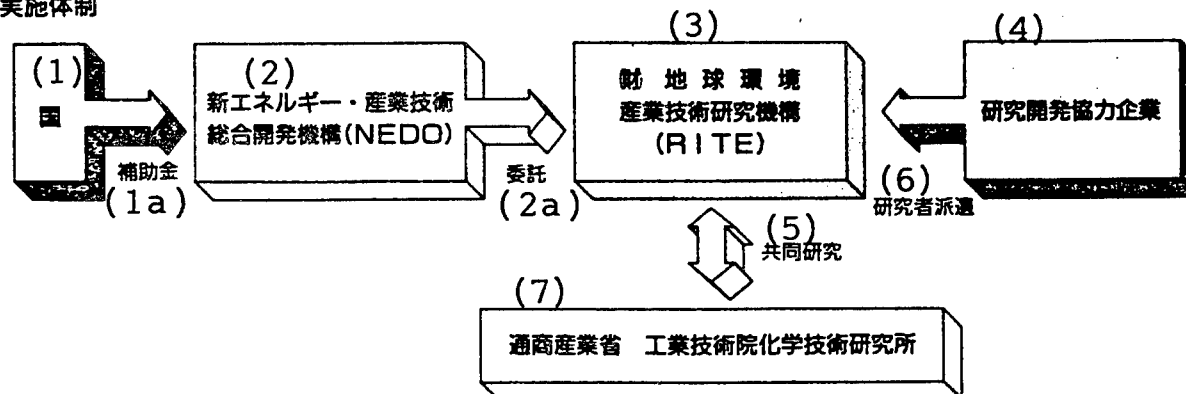 実施体制
(1)
国
(1a)
補助金
(2)
新エネルギー・産業技術
総合開発機構(NEDO)
委託
(2a)
(3)
㈶ 地球環境
産業技術研究機構
(RITE)
(4)
研究開発協力企業
(6)
研究者派遣
(5)
共同研究
(7)
通商産業省 工業技術院化学技術研究所